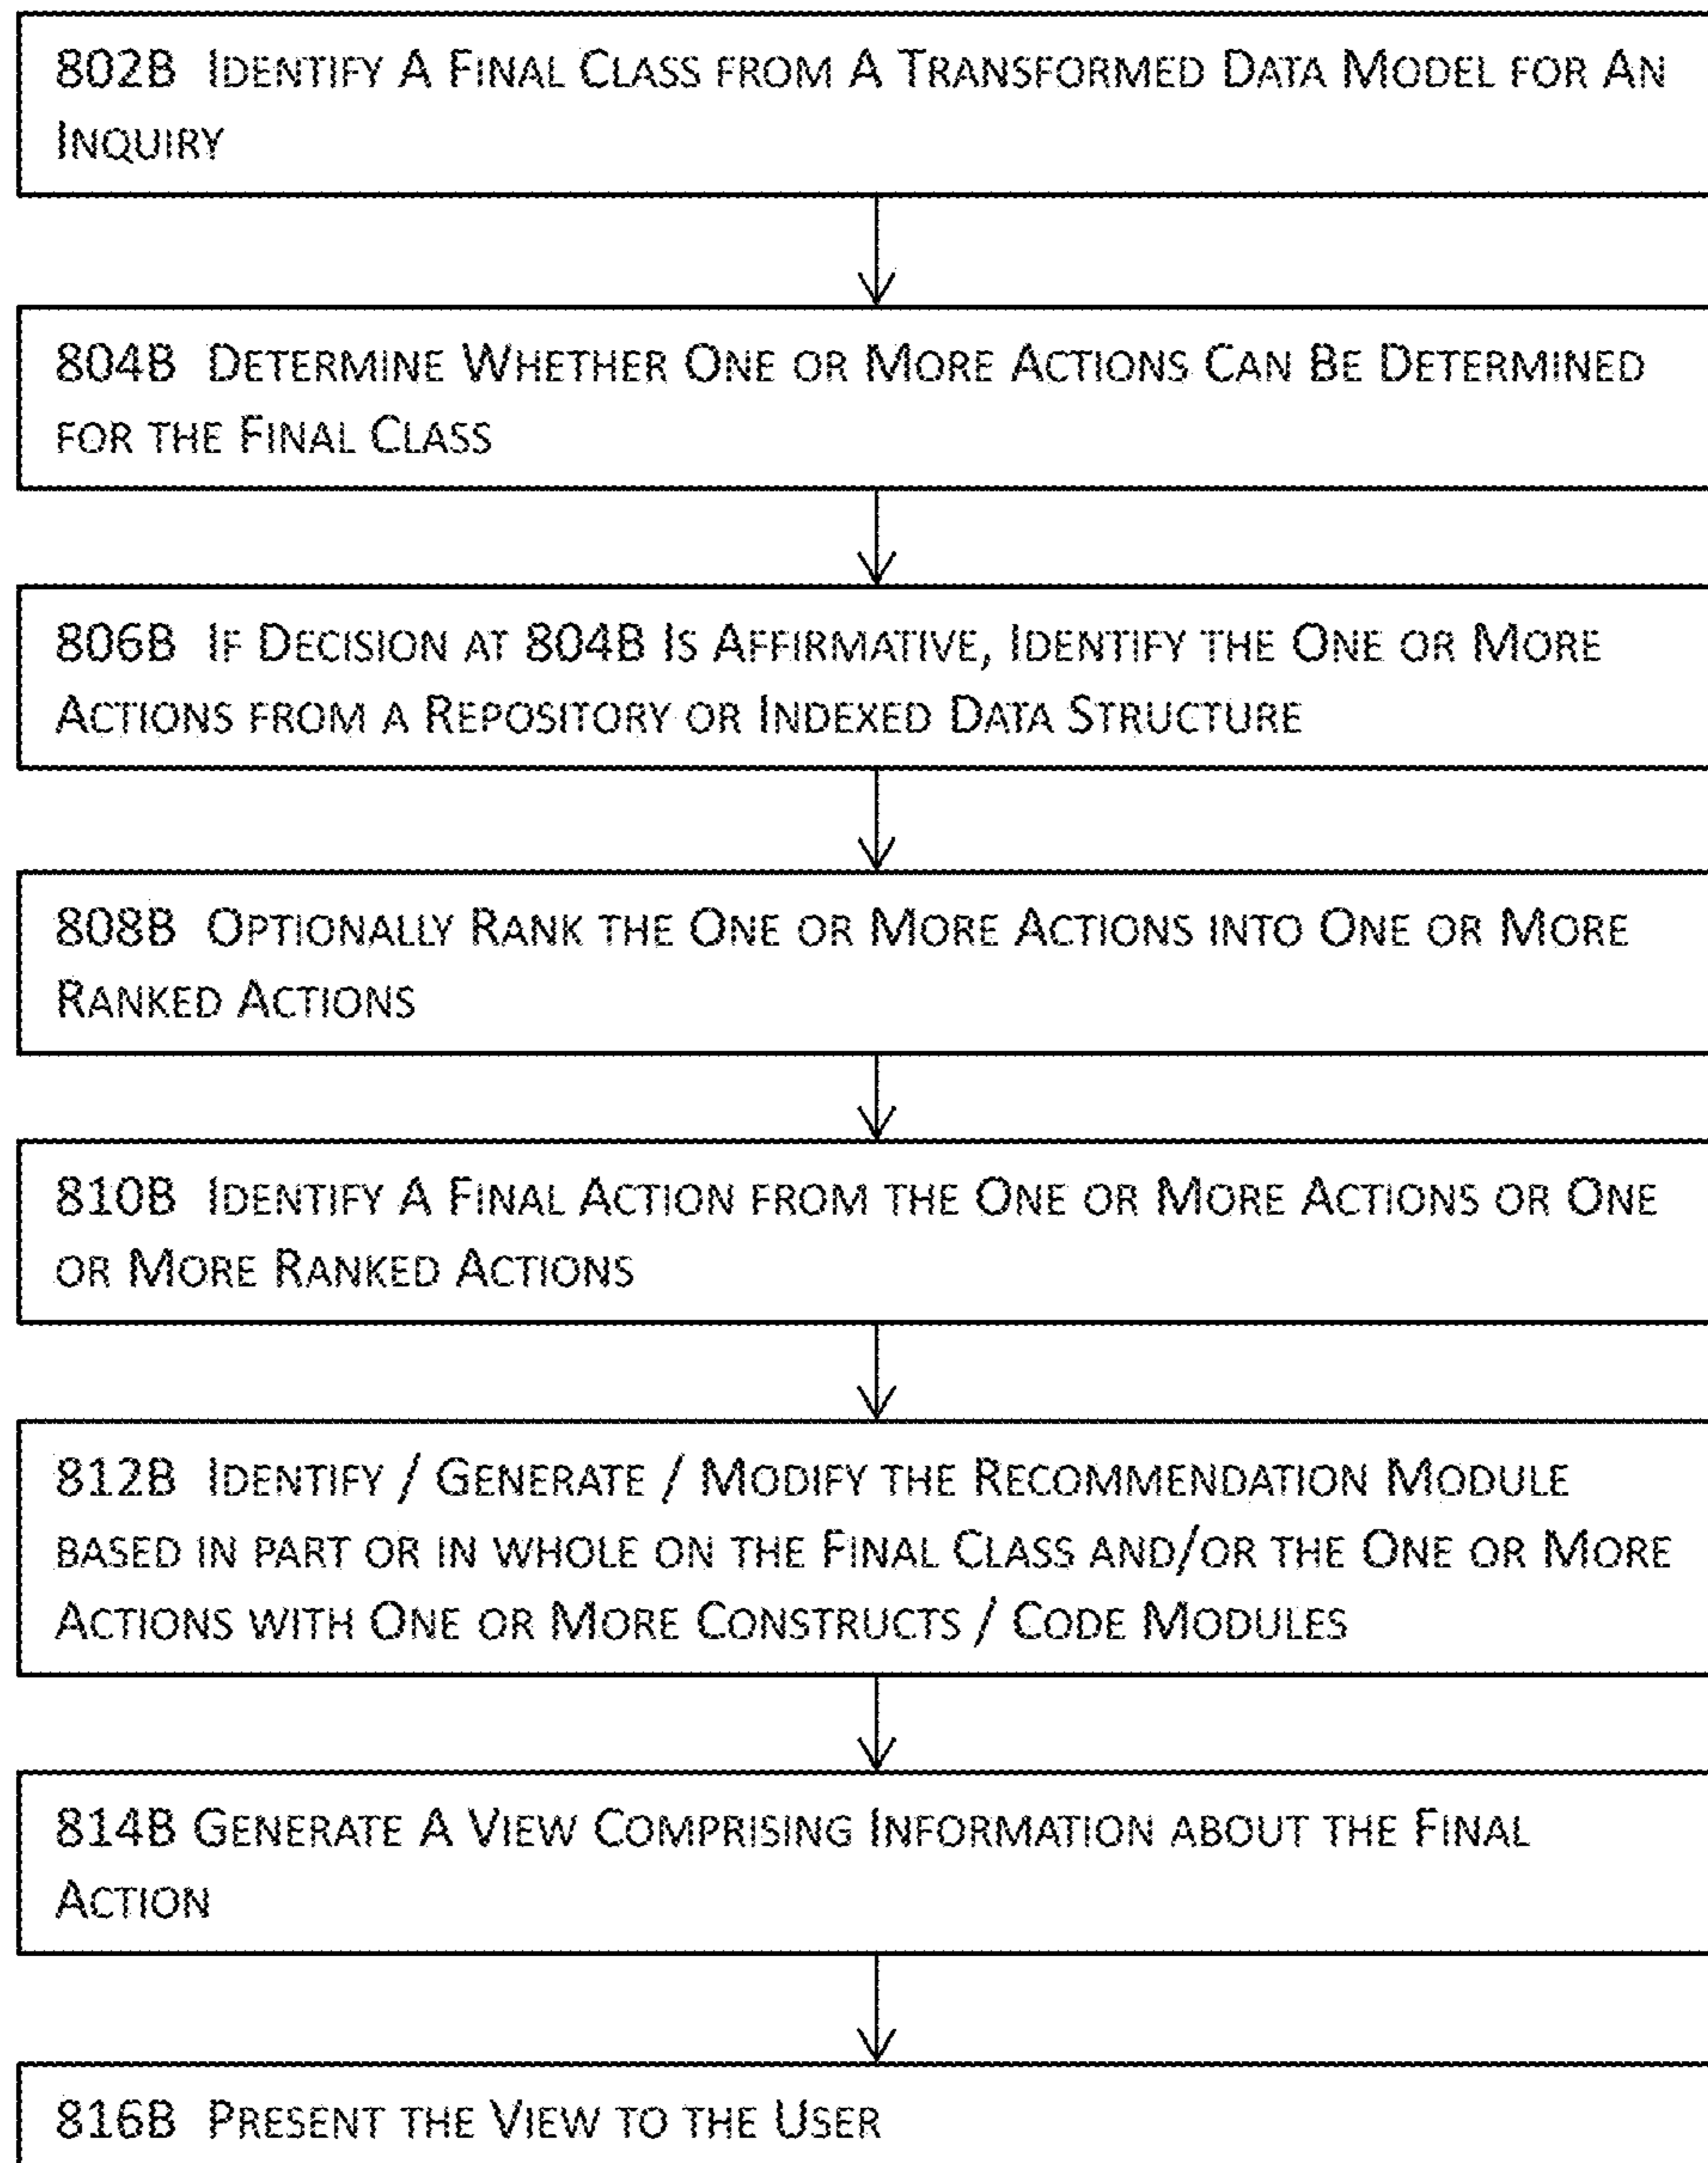 802B Identify A Final Class from A Transformed Data Model for An
Inquiry
804B Determine Whether One or More Actions Can Be Determined
for the Final Class
806B If Decision at 804B Is Affirmative, Identify the One or More
Actions from a Repository or Indexed Data Structure
808B Optionally Rank the One or More Actions into One or More
Ranked Actions
810B Identify A Final Action from the One or More Actions or One
or More Ranked Actions
812B Identify / Generate / Modify the Recommendation Module
based in part or in whole on the Final Class and/or the One or More
Actions with One or More Constructs / Code Modules
814B Generate A View Comprising Information about the Final
Action
816B Present the View to the User